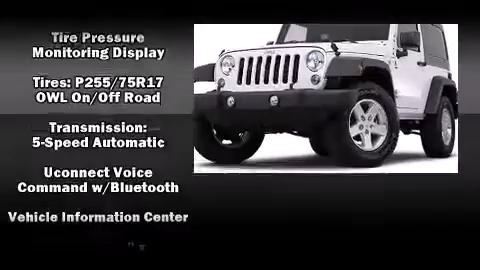 Tire Pressure
Monitoring Display
Tires: P255/75R17
OWL On/Off Road
Transmission:
5-Speed Automatic
Uconnect Voice
Command w/Bluetooth
Vehicle Information Center